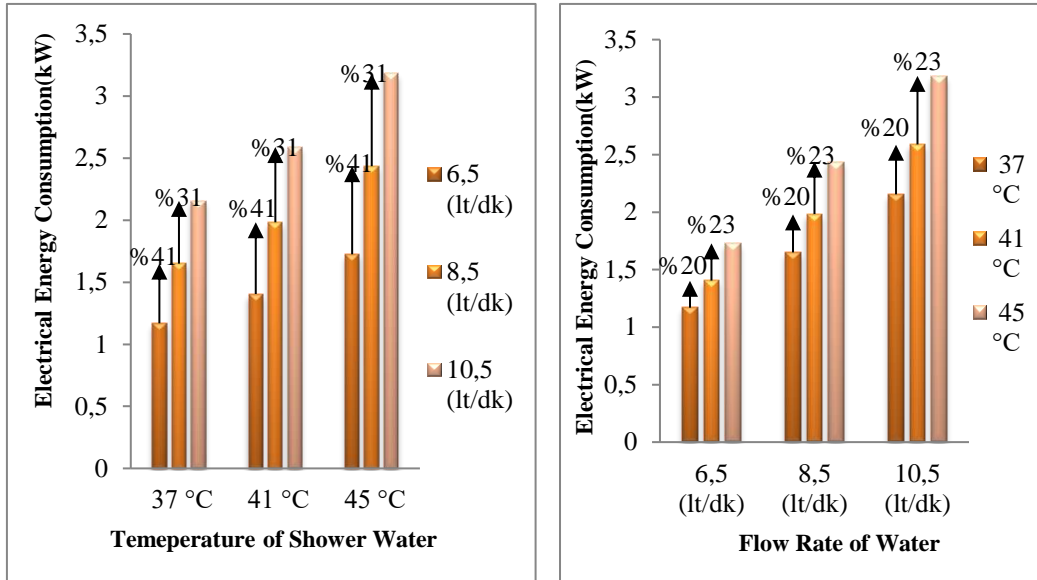 Electrical Energy Consumption(kW)
3,5
3
2,5
2
1,5
1
0,5
0
%41
%31
%41
%31
%41
%31
37 °C
41 °C
45 °C
Temeperature of Shower Water
6,5
(lt/dk)
8,5
(lt/dk)
10,5
(lt/dk)
Electrical Energy Consumption(kW)
3,5
3
2,5
2
1,5
1
0,5
0
%20
%23
%20
%23
%20
%23
6,5
(lt/dk)
8,5
(lt/dk)
10,5
(lt/dk)
Flow Rate of Water
37
°C
41
°C
45
°C